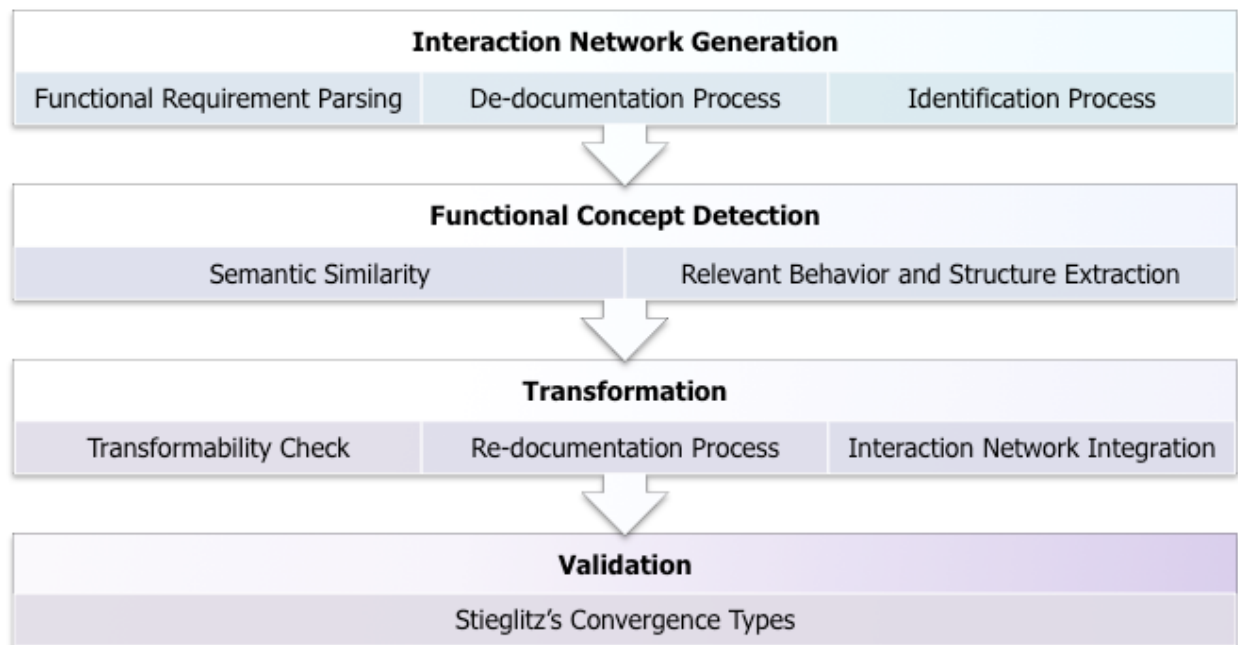 Interaction Network Generation
Functional Requirement Parsing De-documentation Process Identification Process
Functional Concept Detection
Semantic Similarity Relevant Behavior and Structure Extraction
Transformation
Transformability Check Re-documentation Process Interaction Network Integration
Validation
Stieglitz’s Convergence Types